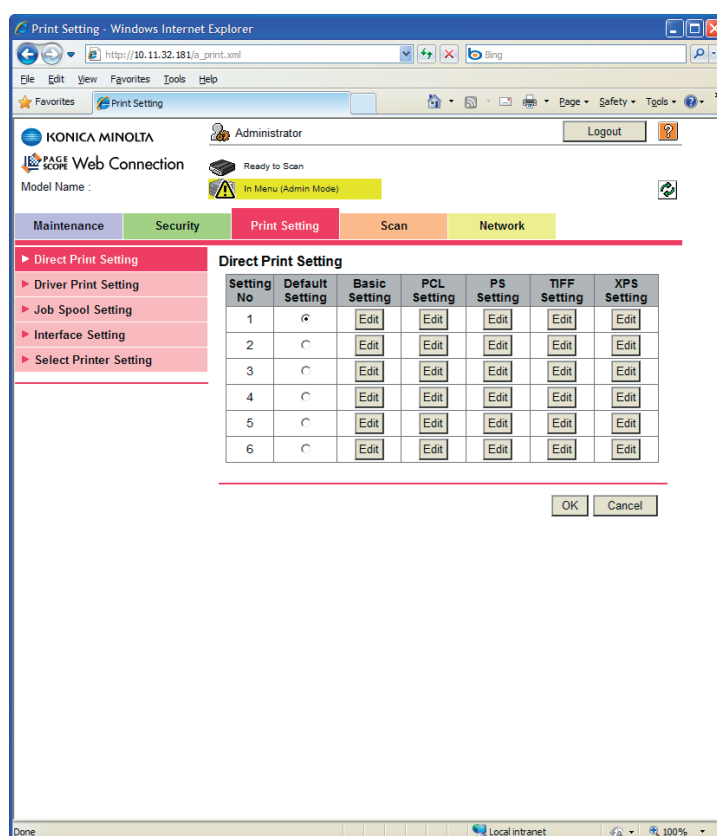 Print Setting - Windows Internet Explorer
http://10.11.32.181/a_print.xml
Bing
File Edit View Favorites Tools Help
Favorites Print Setting Page Safety Tools
KONICA MINOLTA Administrator Logout ?
PAGE SCOPE Web Connection Ready to Scan
Model Name : In Menu (Admin Mode)
Maintenance Security Print Setting Scan Network
Direct Print Setting
Driver Print Setting
Job Spool Setting
Interface Setting
Select Printer Setting
Direct Print Setting
Setting No Default Setting Basic Setting PCL Setting PS Setting TIFF Setting XPS Setting
1 Edit Edit Edit Edit Edit
2 Edit Edit Edit Edit Edit
3 Edit Edit Edit Edit Edit
4 Edit Edit Edit Edit Edit
5 Edit Edit Edit Edit Edit
6 Edit Edit Edit Edit Edit
OK Cancel
Done Local intranet 100%